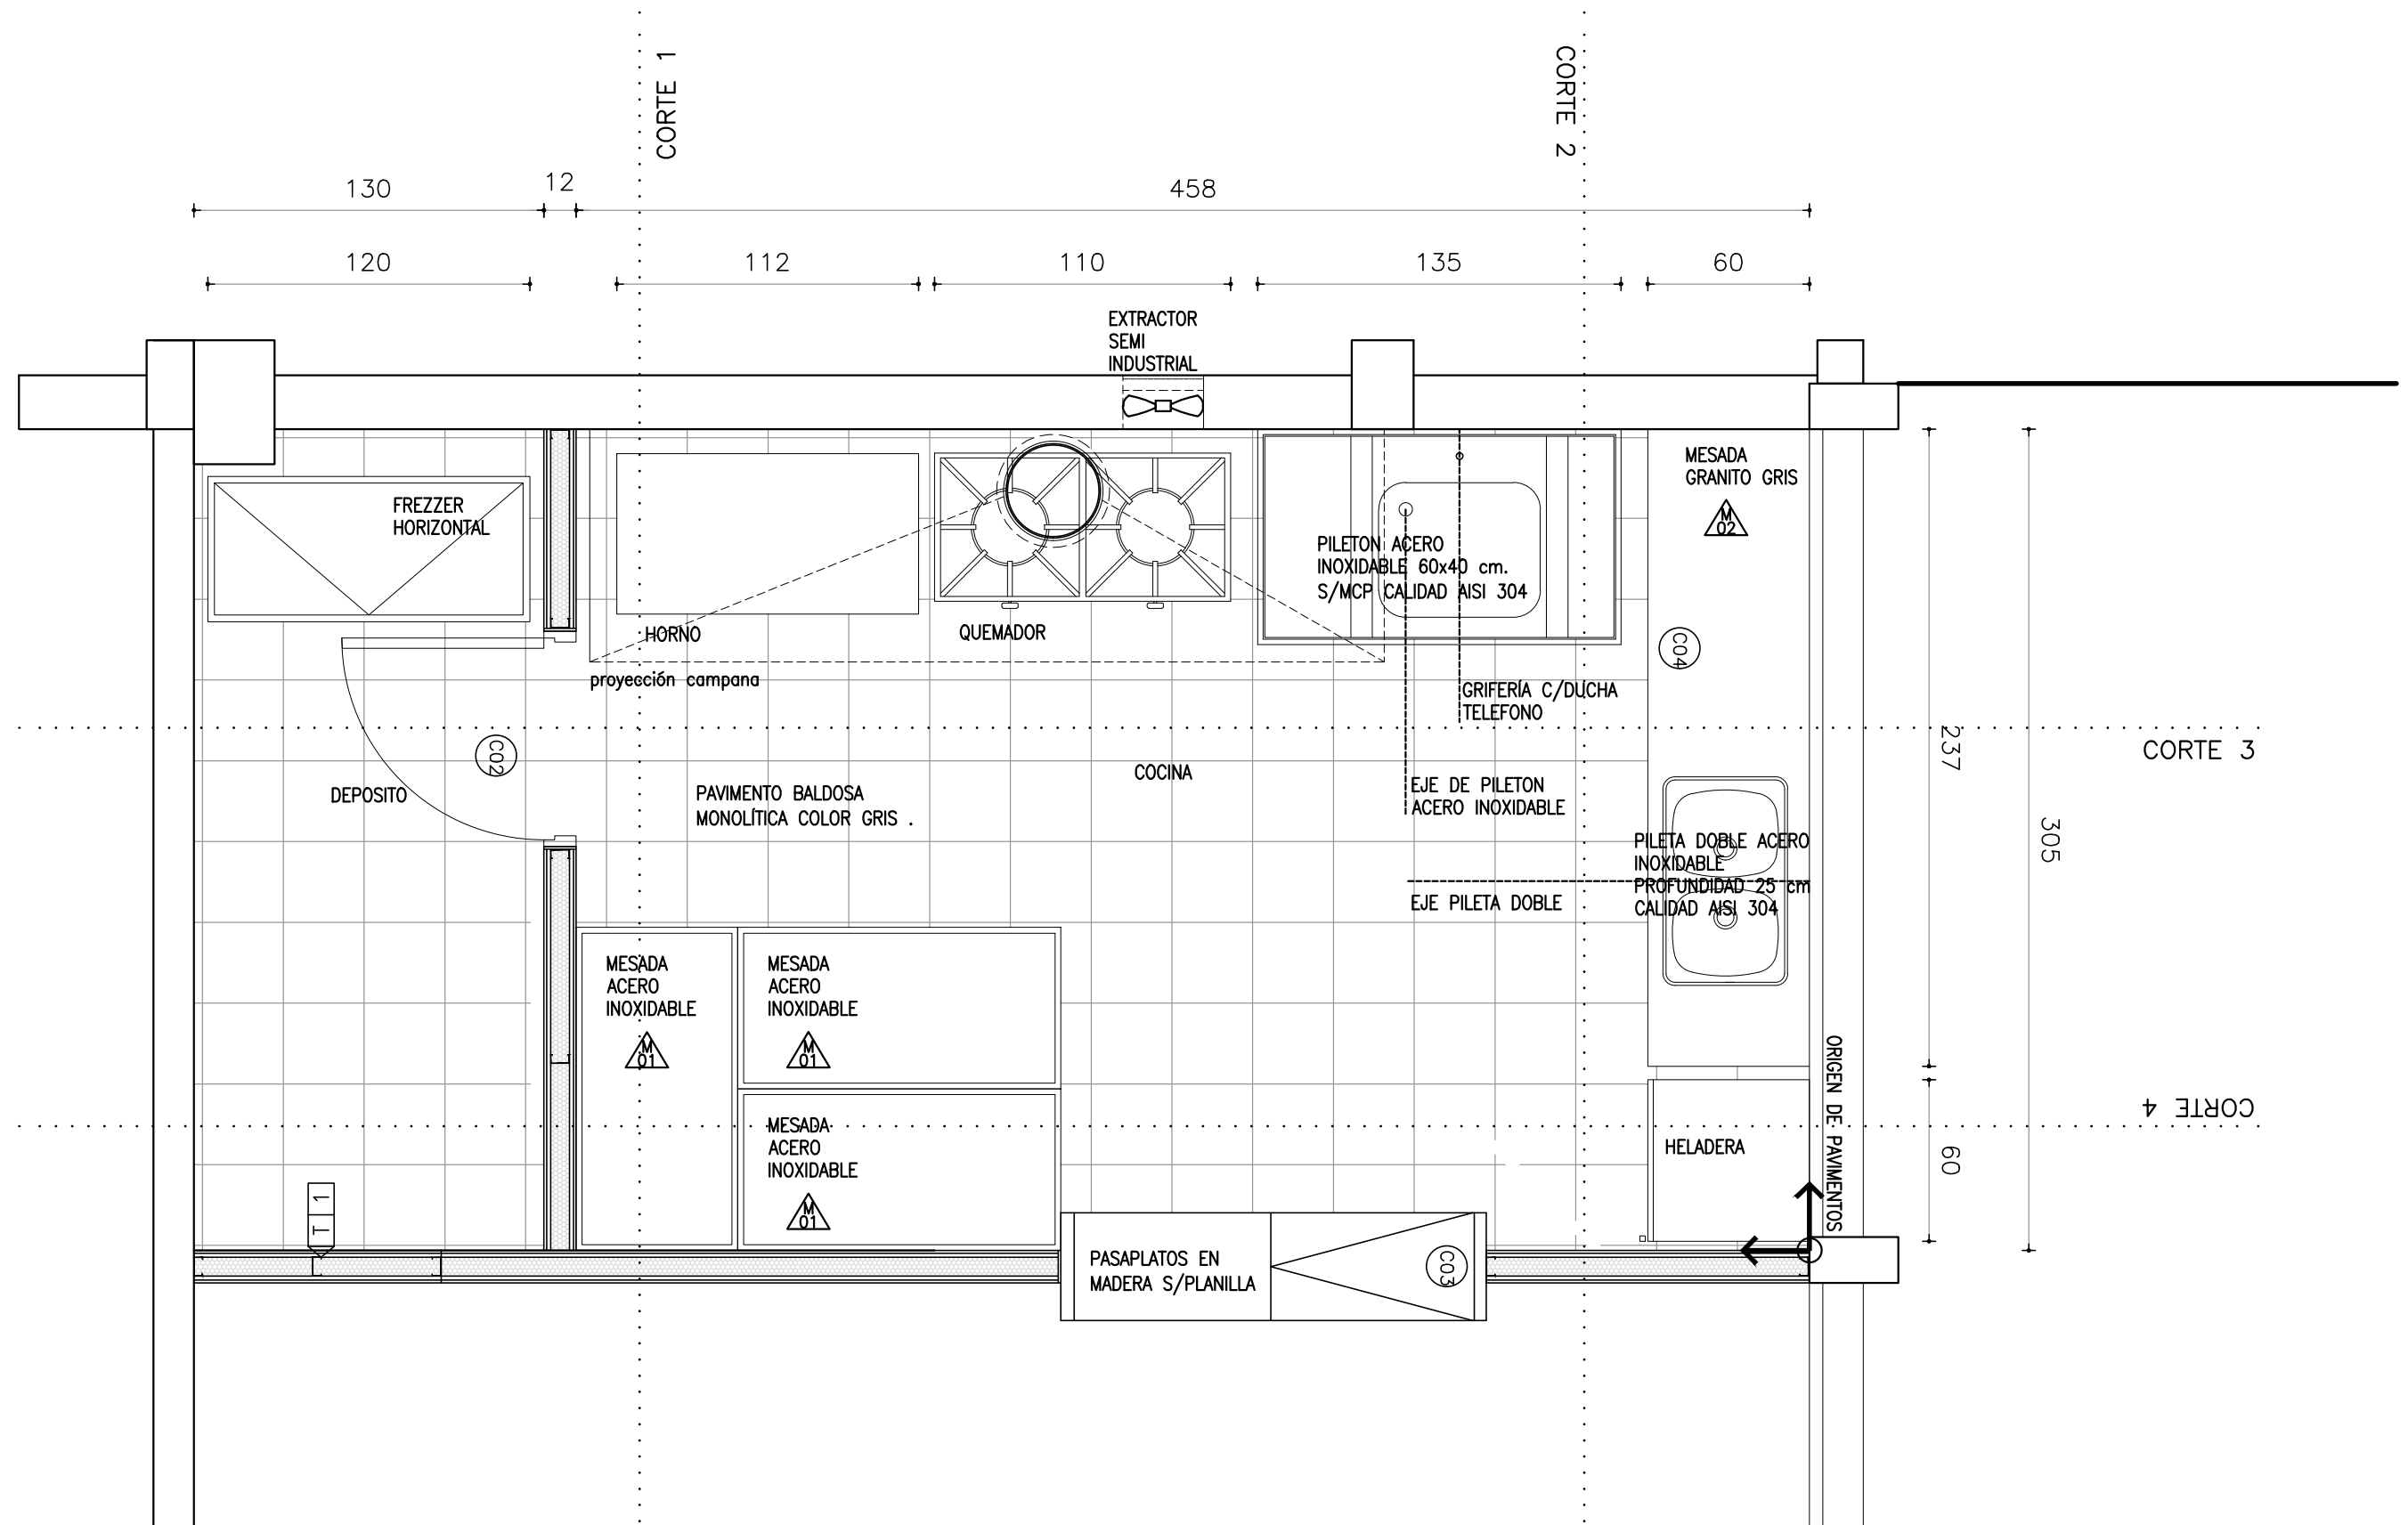 CORTE 1
CORTE 2
130
12
458
120
112
110
135
60
EXTRACTOR
SEMI
INDUSTRIAL
FREZZER
HORIZONTAL
MESADA
GRANITO GRIS
M
02
PILETON ACERO
INOXIDABLE 60x40 cm.
S/MCP CALIDAD AISI 304
HORNO
QUEMADOR
C04
proyección campana
GRIFERÍA C/DUCHA
TELEFONO
237
CORTE 3
C02
COCINA
DEPOSITO
PAVIMENTO BALDOSA
MONOLÍTICA COLOR GRIS .
EJE DE PILETON
ACERO INOXIDABLE
305
PILETA DOBLE ACERO
INOXIDABLE
PROFUNDIDAD 25 cm
CALIDAD AISI 304
EJE PILETA DOBLE
MESADA
ACERO
INOXIDABLE
M
01
MESADA
ACERO
INOXIDABLE
M
01
ORIGEN DE PAVIMENTOS
CORTE 4
MESADA
ACERO
INOXIDABLE
M
01
HELADERA
60
T 1
PASAPLATOS EN
MADERA S/PLANILLA
C03